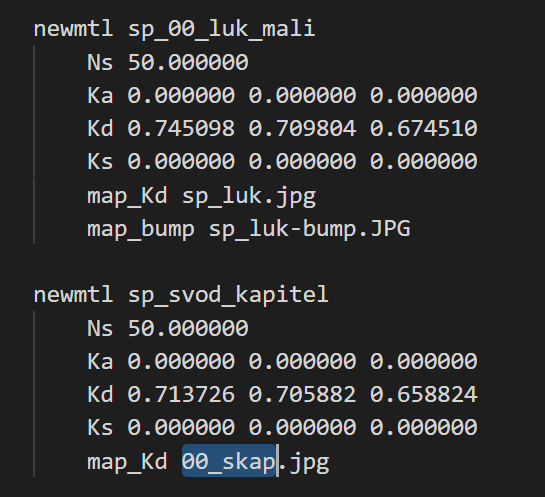 newmtl sp_00_luk_mali
Ns 50.000000
Ka 0.000000 0.000000 0.000000
Kd 0.745098 0.709804 0.674510
Ks 0.000000 0.000000 0.000000
map_Kd sp_luk.jpg
map_bump sp_luk-bump.JPG
newmtl sp_svod_kapitel
Ns 50.000000
Ka 0.000000 0.000000 0.000000
Kd 0.713726 0.705882 0.658824
Ks 0.000000 0.000000 0.000000
map_Kd 00_skap.jpg